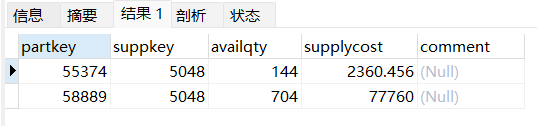 信息 摘要 结果 1 剖析 状态
partkey suppkey availqty supplycost comment
55374 5048 144 2360.456 (Null)
58889 5048 704 77760 (Null)